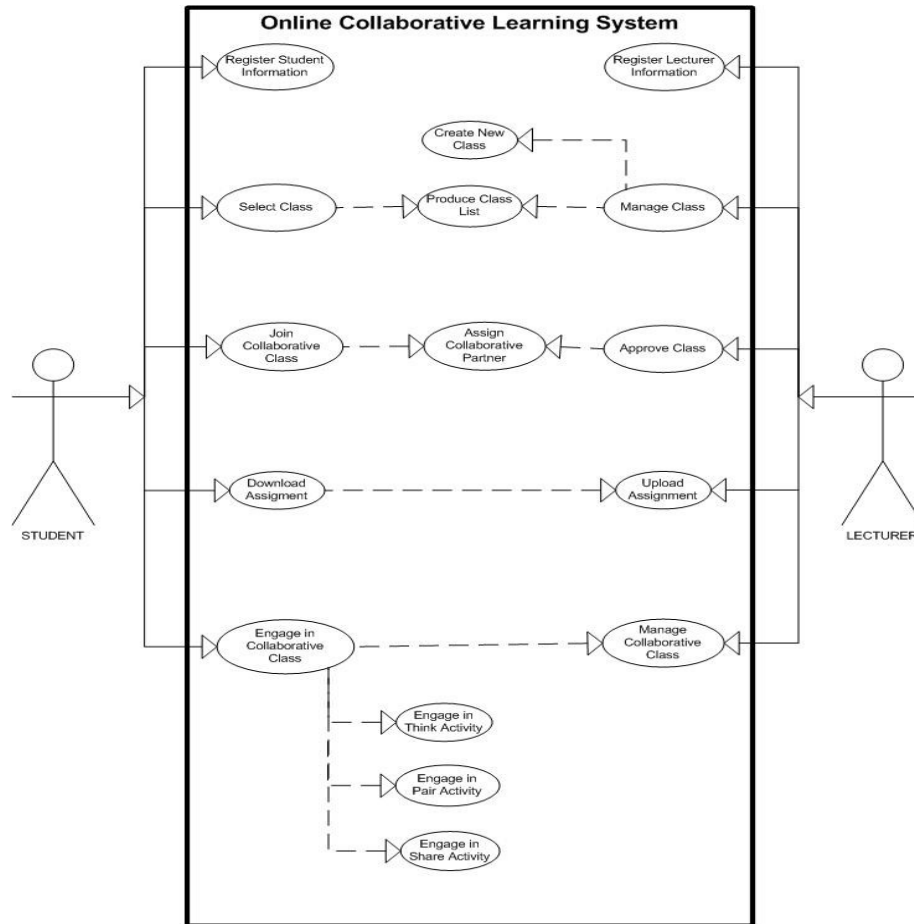 Online Collaborative Learning System
Register Student
Information
Register Lecturer
Information
Create New
Class
Select Class
Produce Class
List
Manage Class
Join
Collaborative
Class
Assign
Collaborative
Partner
Approve Class
Download
Assigment
Upload
Assignment
STUDENT
LECTURER
Engage in
Collaborative
Class
Manage
Collaborative
Class
Engage in
Think Activity
Engage in
Pair Activity
Engage in
Share Activity